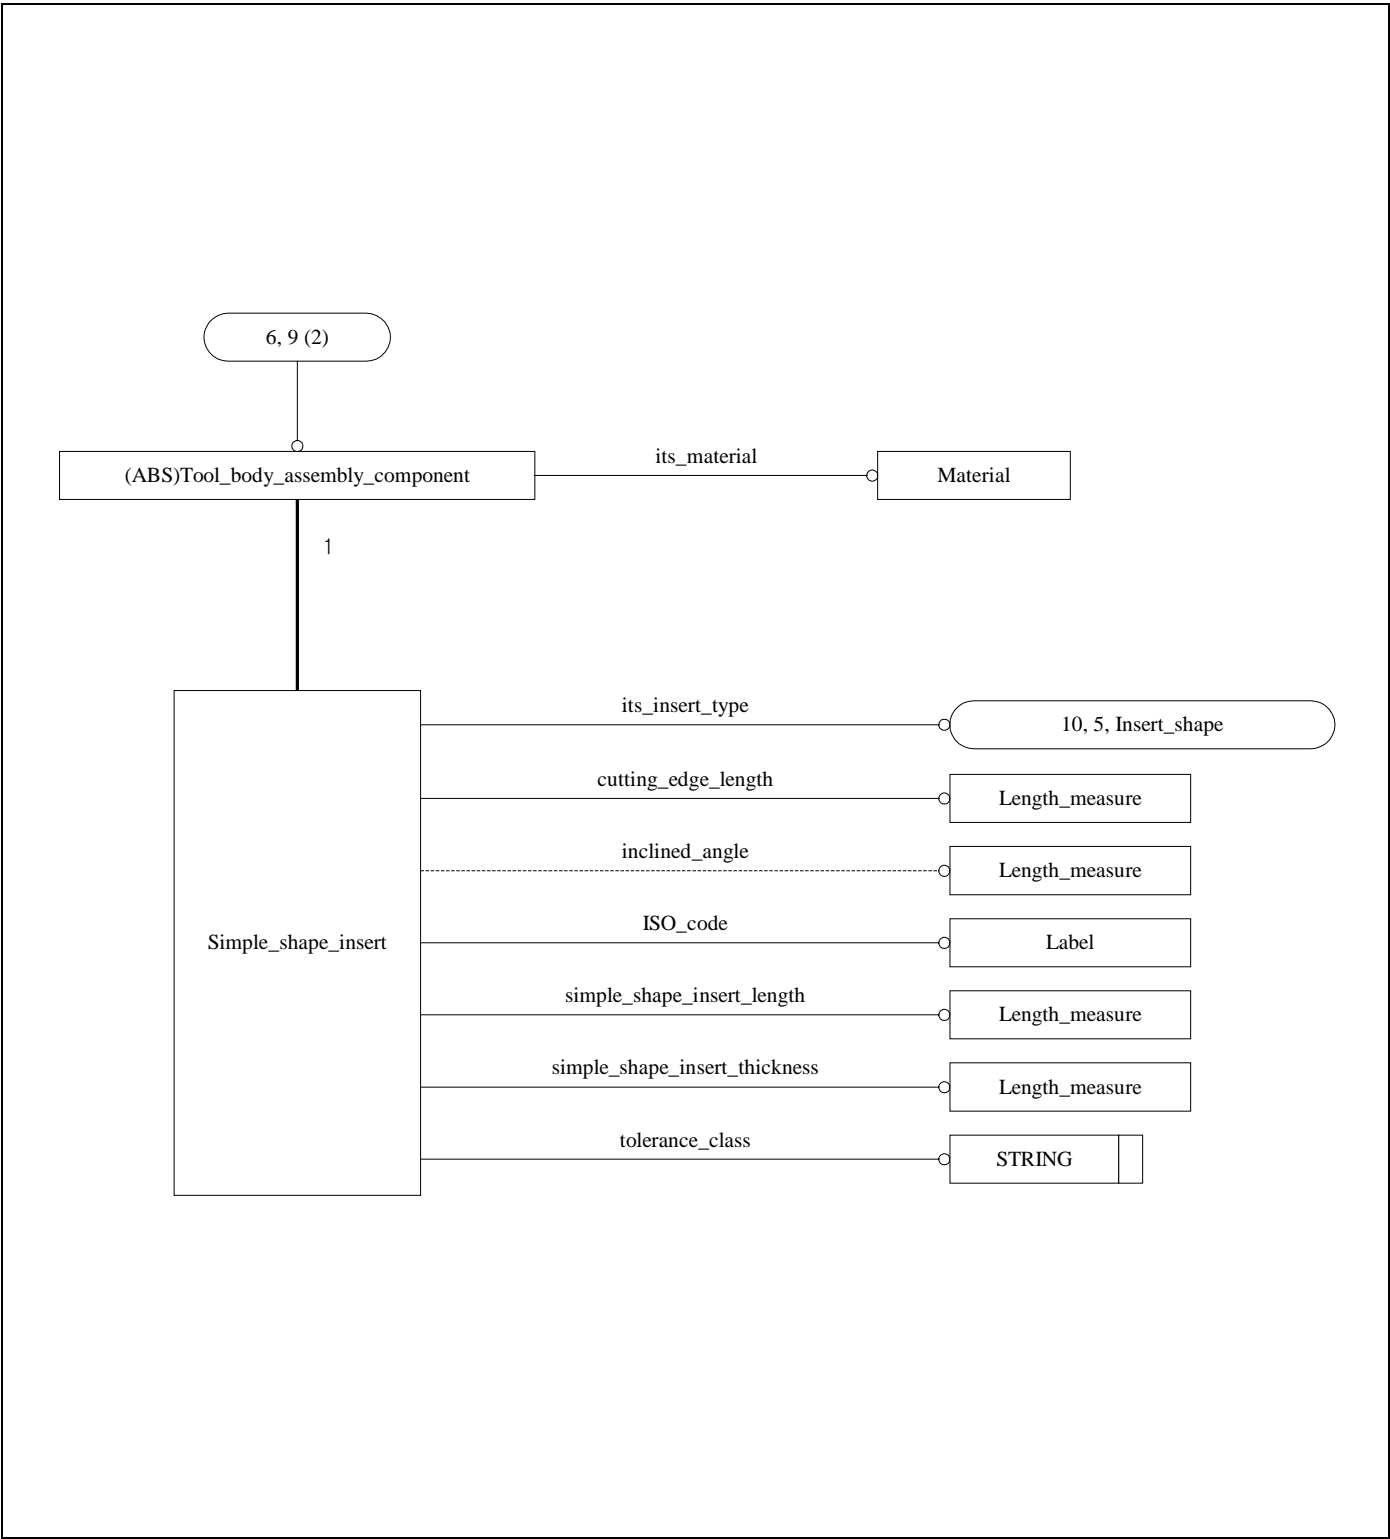 6, 9 (2)
(ABS)Tool_body_assembly_component
its_material
Material
1
its_insert_type
10, 5, Insert_shape
cutting_edge_length
Length_measure
inclined_angle
Length_measure
Simple_shape_insert
ISO_code
Label
simple_shape_insert_length
Length_measure
simple_shape_insert_thickness
Length_measure
tolerance_class
STRING